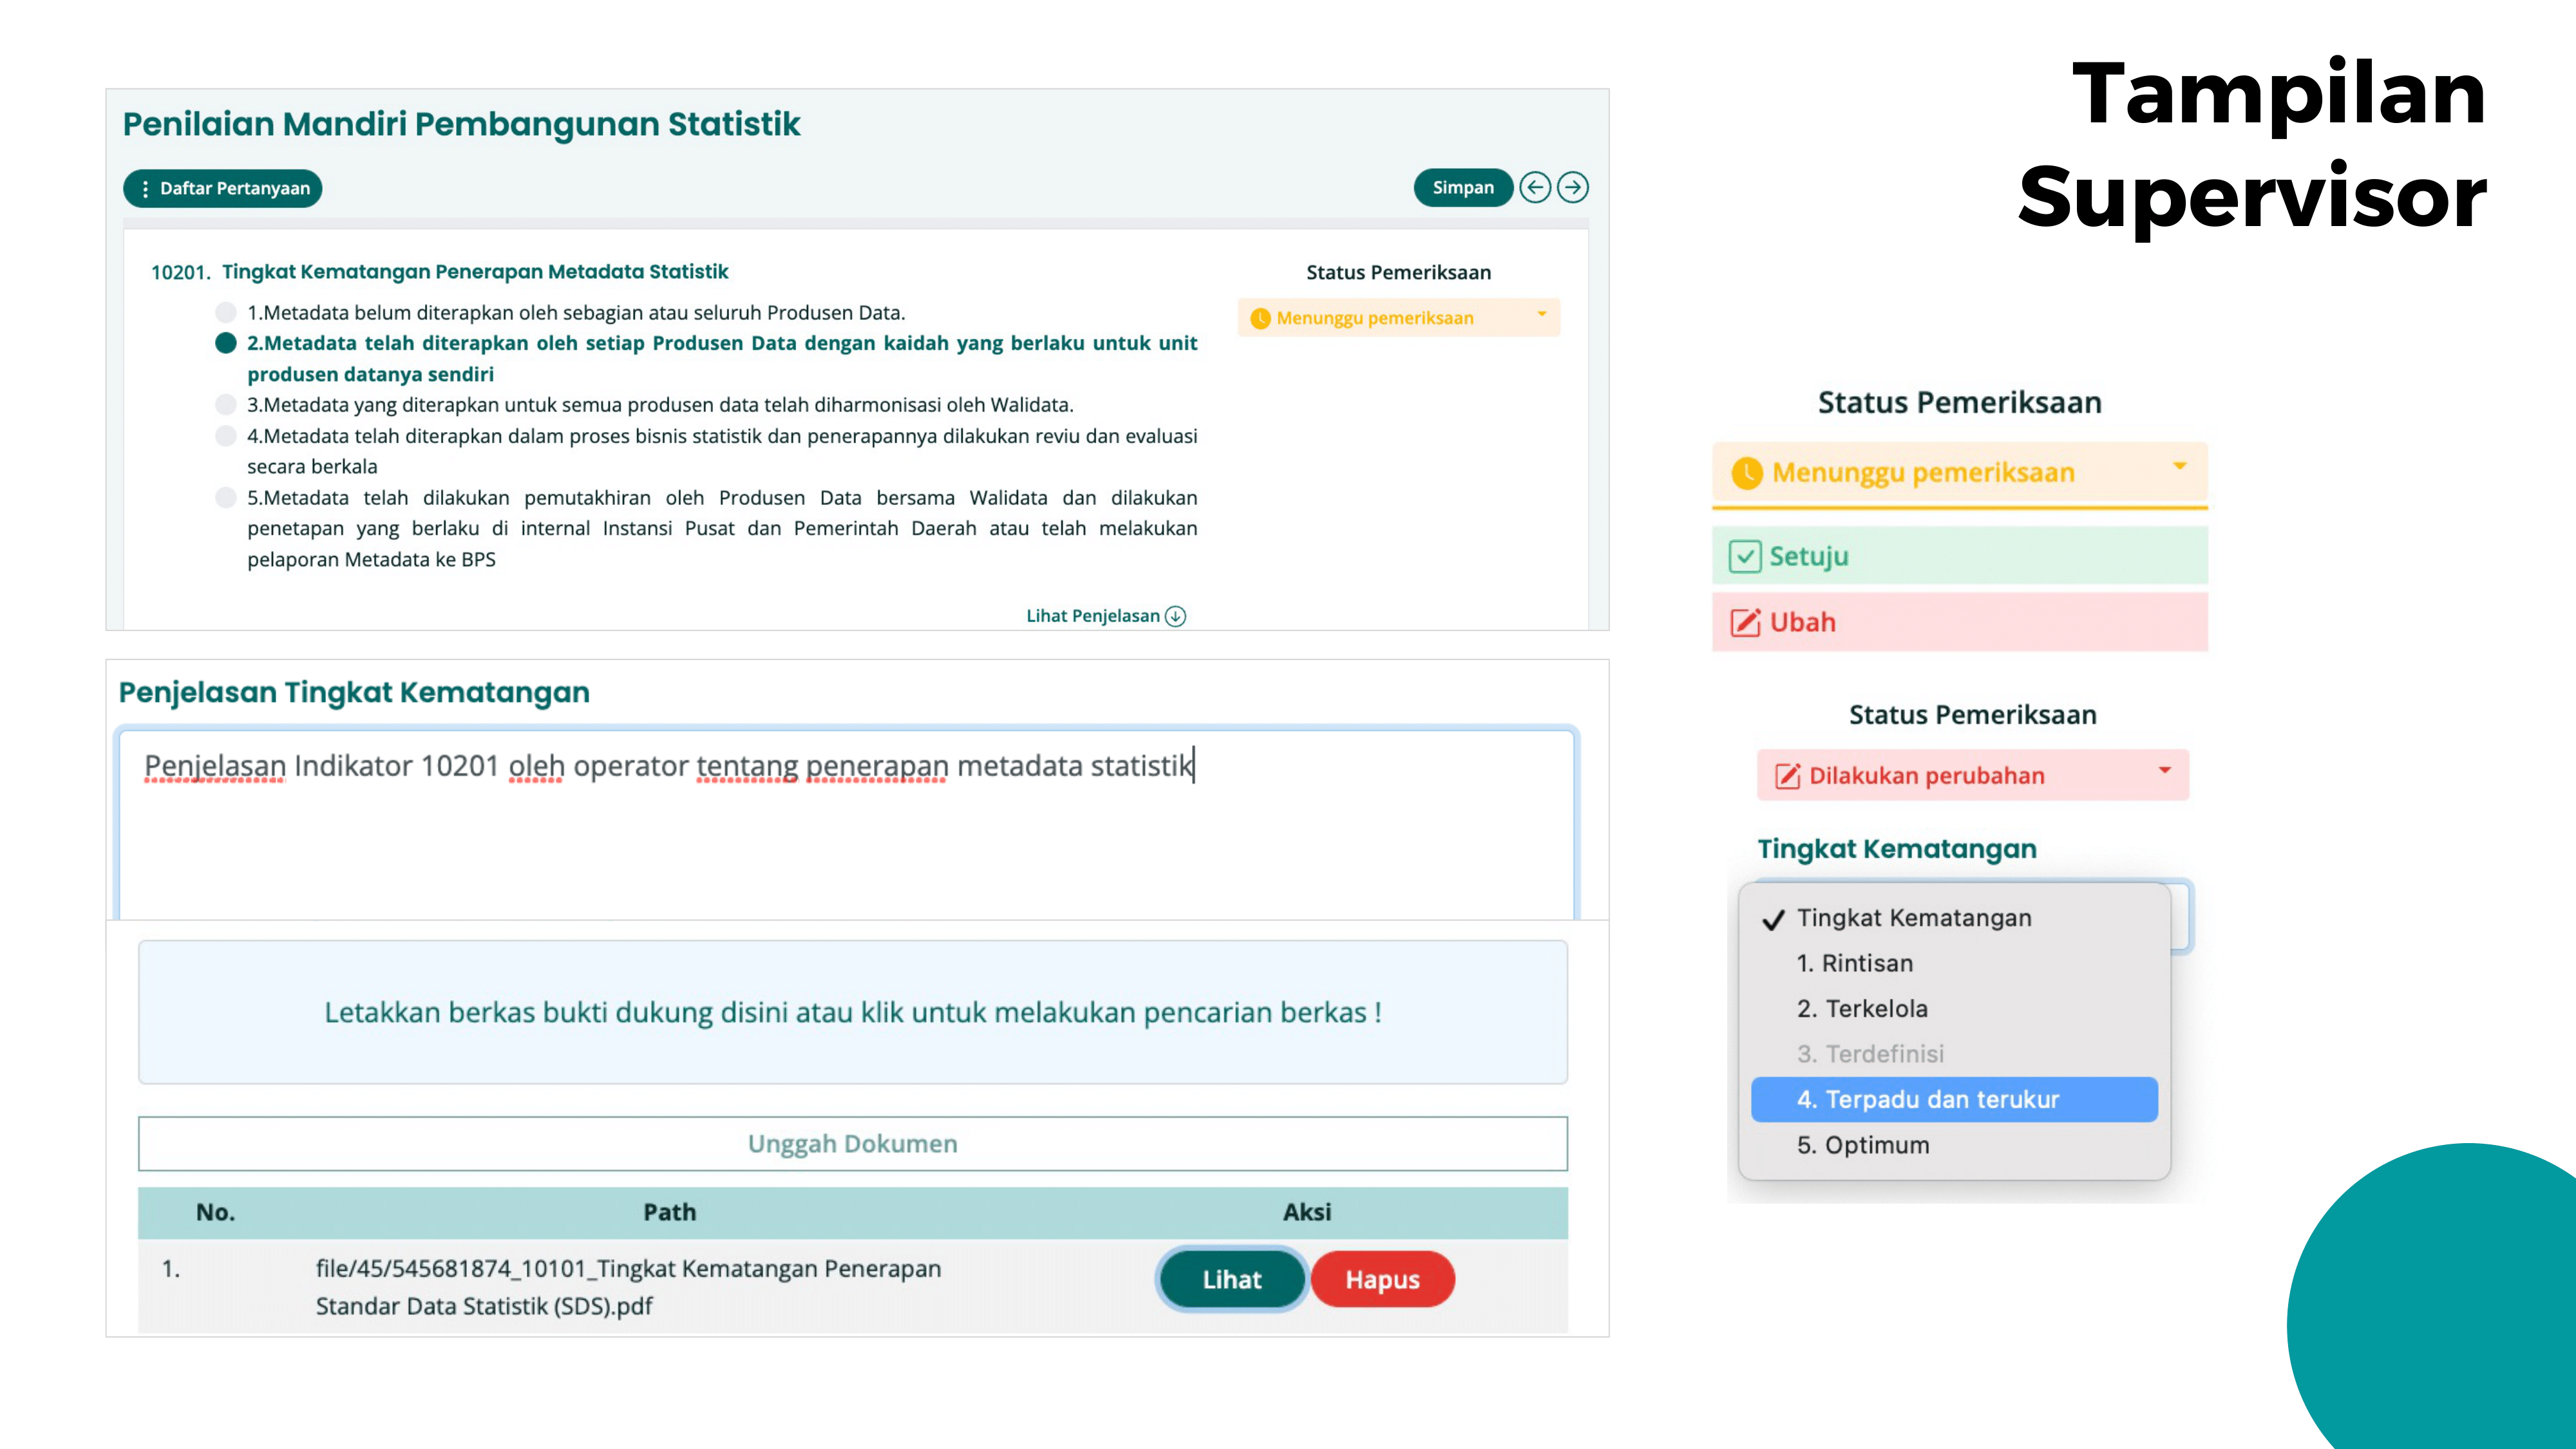 Tampilan
Supervisor
Penilaian Mandiri Pembangunan Statistik
Daftar Pertanyaan
Simpan
10201. Tingkat Kematangan Penerapan Metadata Statistik
1.Metadata belum diterapkan oleh sebagian atau seluruh Produsen Data.
2.Metadata telah diterapkan oleh setiap Produsen Data dengan kaidah yang berlaku untuk unit
produsen datanya sendiri
3.Metadata yang diterapkan untuk semua produsen data telah diharmonisasi oleh Walidata.
4.Metadata telah diterapkan dalam proses bisnis statistik dan penerapannya dilakukan reviu dan evaluasi
secara berkala
5.Metadata telah dilakukan pemutakhiran oleh Produsen Data bersama Walidata dan dilakukan
penetapan yang berlaku di internal Instansi Pusat dan Pemerintah Daerah atau telah melakukan
pelaporan Metadata ke BPS
Lihat Penjelasan
Status Pemeriksaan
Menunggu pemeriksaan
Penjelasan Tingkat Kematangan
Penjelasan Indikator 10201 oleh operator tentang penerapan metadata statistik
Letakkan berkas bukti dukung disini atau klik untuk melakukan pencarian berkas !
Unggah Dokumen
No. Path Aksi
1. file/45/545681874_10101_Tingkat Kematangan Penerapan
Standar Data Statistik (SDS).pdf
Lihat Hapus
Status Pemeriksaan
Menunggu pemeriksaan
Setuju
Ubah
Status Pemeriksaan
Dilakukan perubahan
Tingkat Kematangan
Tingkat Kematangan
1. Rintisan
2. Terkelola
3. Terdefinisi
4. Terpadu dan terukur
5. Optimum